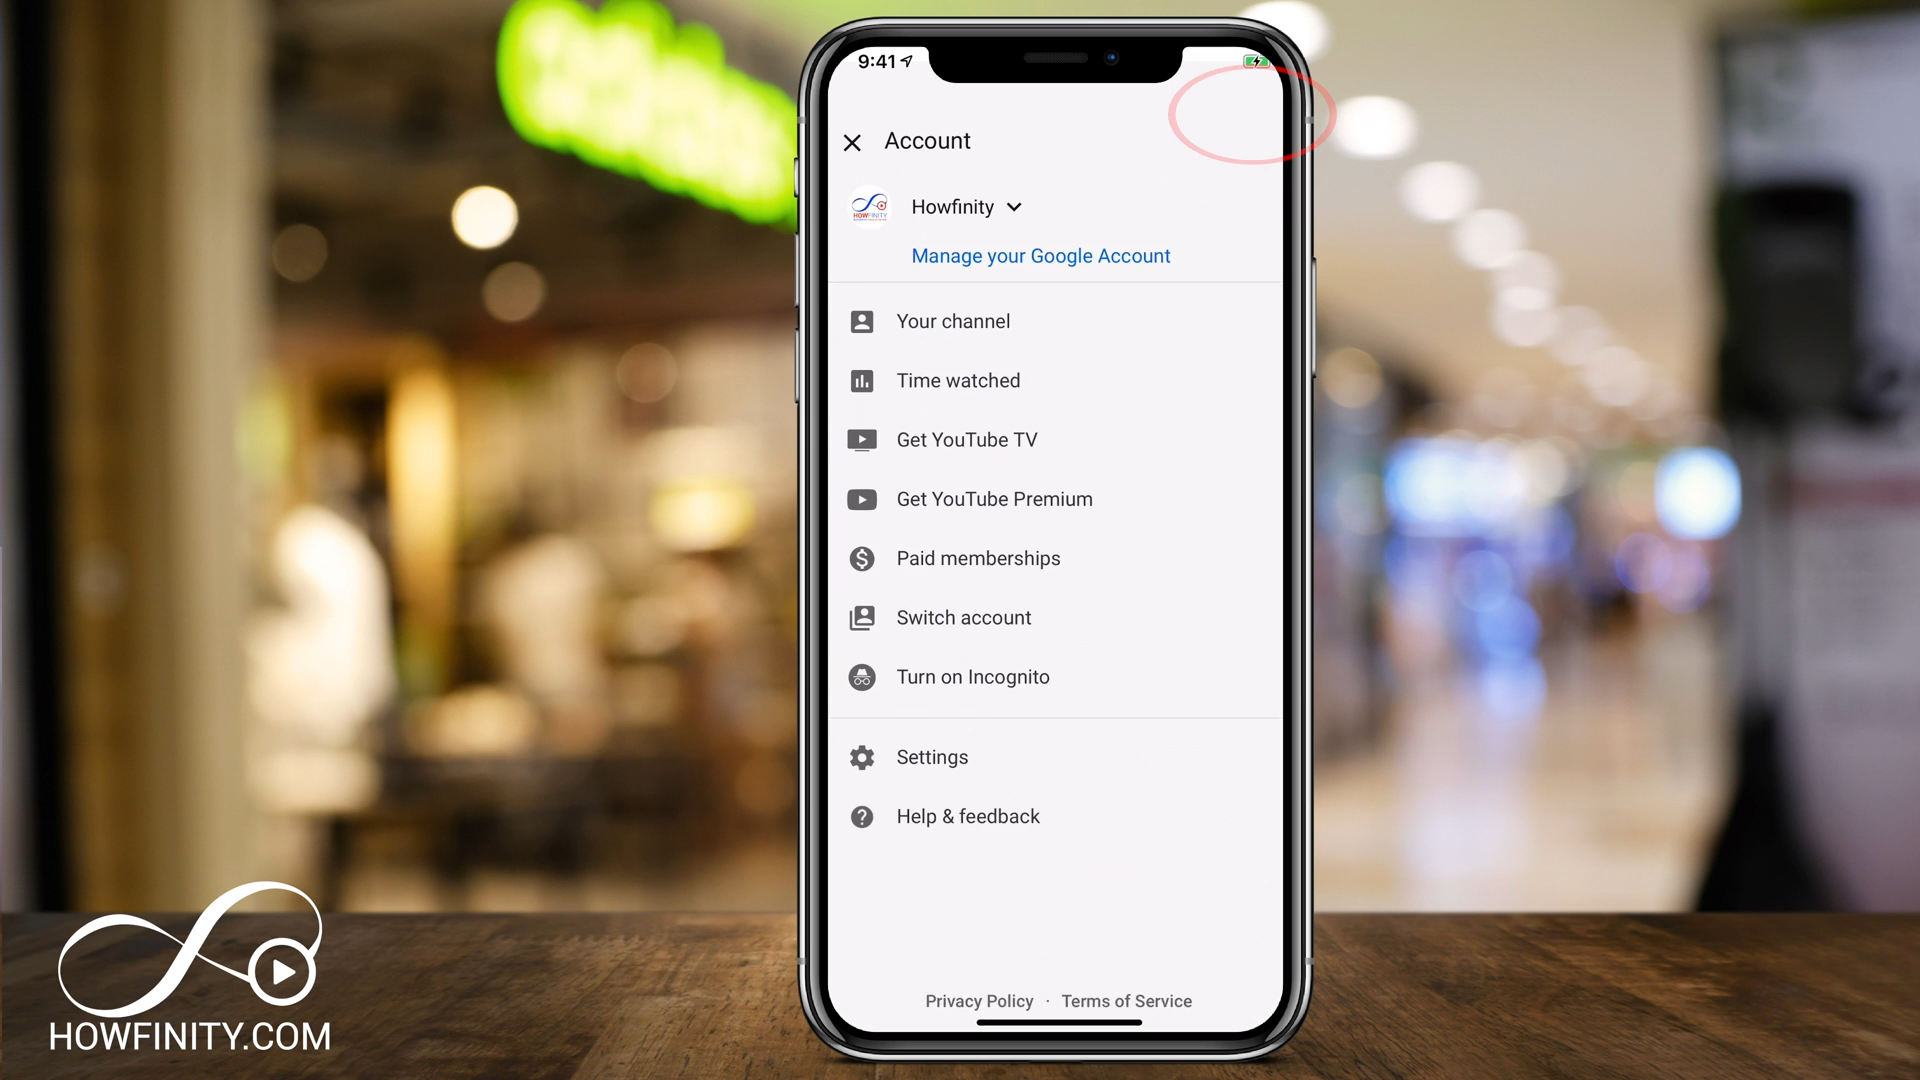 9:41
Account
HOWFINITY
Howfinity
Manage your Google Account
Your channel
Time watched
Get YouTube TV
Get YouTube Premium
Paid memberships
Switch account
Turn on Incognito
Settings
Help & feedback
Privacy Policy · Terms of Service
HOWFINITY.COM